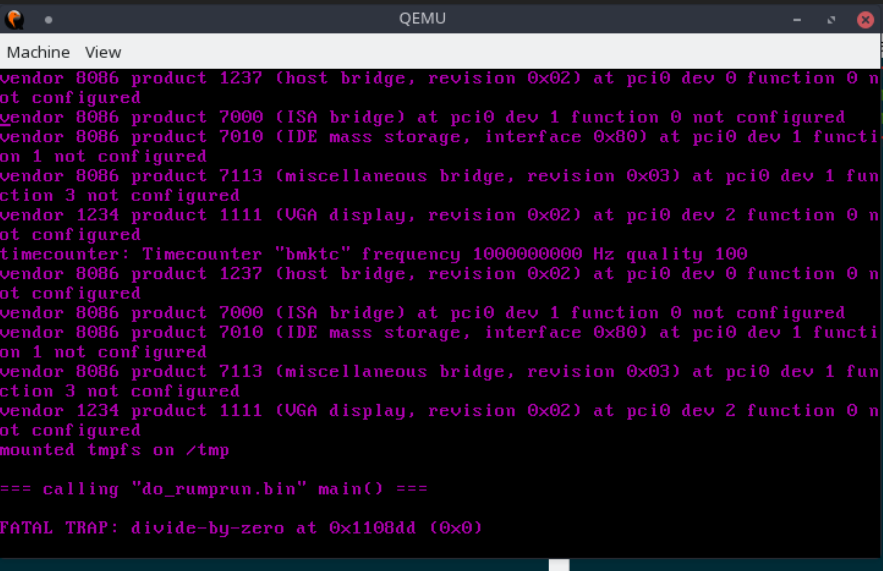 QEMU
Machine View
vendor 8086 product 1237 (host bridge, revision 0x02) at pci0 dev 0 function 0 n
ot configured
vendor 8086 product 7000 (ISA bridge) at pci0 dev 1 function 0 not configured
vendor 8086 product 7010 (IDE mass storage, interface 0x80) at pci0 dev 1 functi
on 1 not configured
vendor 8086 product 7113 (miscellaneous bridge, revision 0x03) at pci0 dev 1 fun
ction 3 not configured
vendor 1234 product 1111 (VGA display, revision 0x02) at pci0 dev 2 function 0 n
ot configured
timecounter: Timecounter "bmktc" frequency 1000000000 Hz quality 100
vendor 8086 product 1237 (host bridge, revision 0x02) at pci0 dev 0 function 0 n
ot configured
vendor 8086 product 7000 (ISA bridge) at pci0 dev 1 function 0 not configured
vendor 8086 product 7010 (IDE mass storage, interface 0x80) at pci0 dev 1 functi
on 1 not configured
vendor 8086 product 7113 (miscellaneous bridge, revision 0x03) at pci0 dev 1 fun
ction 3 not configured
vendor 1234 product 1111 (VGA display, revision 0x02) at pci0 dev 2 function 0 n
ot configured
mounted tmpfs on /tmp
=== calling "do_rumprun.bin" main() ===
FATAL TRAP: divide-by-zero at 0x1108dd (0x0)